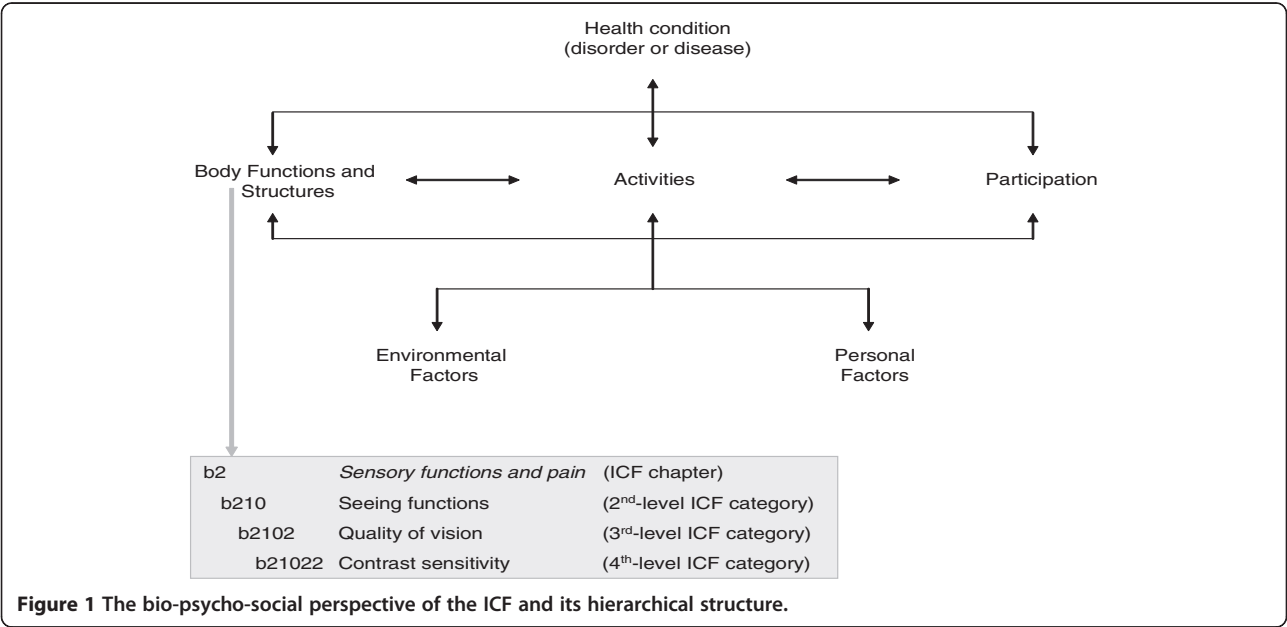 Health condition
(disorder or disease)
Body Functions and
Structures
Activities
Participation
Environmental
Factors
Personal
Factors
b2 Sensory functions and pain (ICF chapter)
b210 Seeing functions (2nd-level ICF category)
b2102 Quality of vision (3rd-level ICF category)
b21022 Contrast sensitivity (4th-level ICF category)
Figure 1 The bio-psycho-social perspective of the ICF and its hierarchical structure.